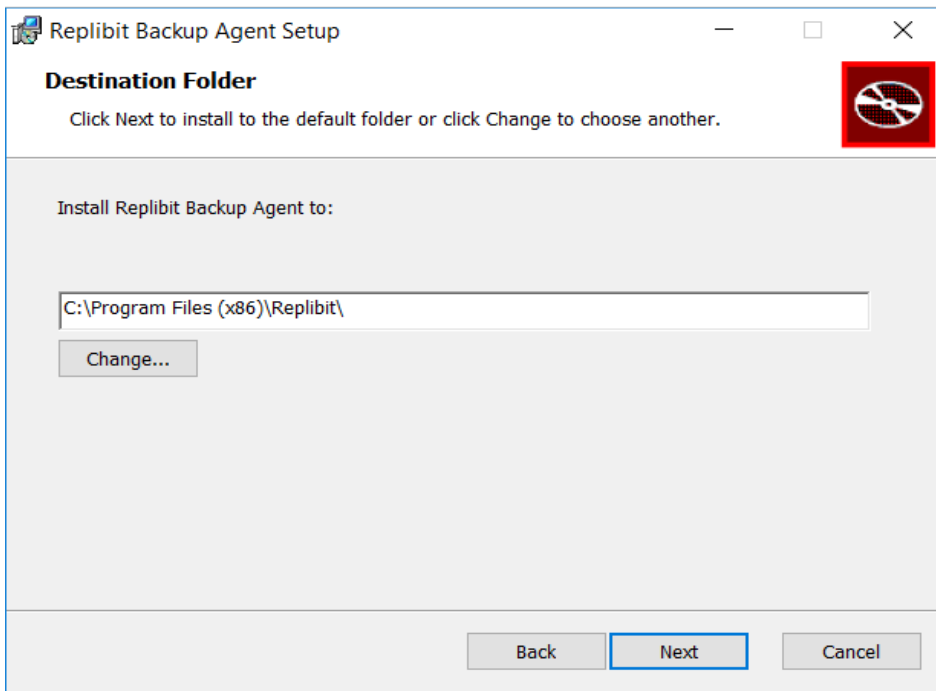 Replibit Backup Agent Setup
Destination Folder
Click Next to install to the default folder or click Change to choose another.
Install Replibit Backup Agent to:
C:\Program Files (x86)\Replibit\
Change...
Back Next Cancel